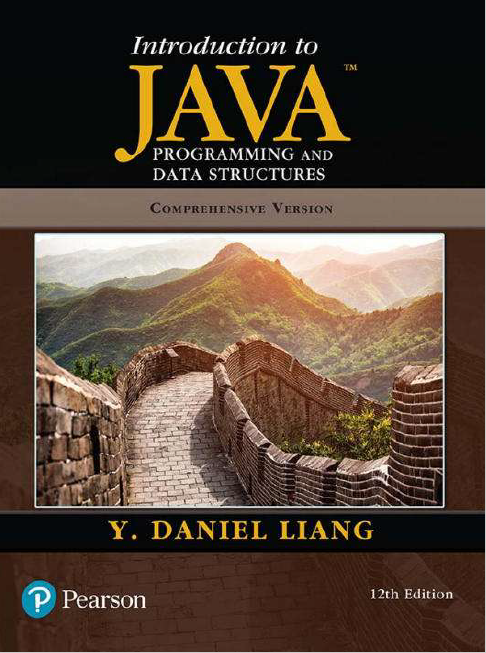 Introduction to
JAVA™
PROGRAMMING AND
DATA STRUCTURES
COMPREHENSIVE VERSION
Y. DANIEL LIANG
P Pearson
12th Edition